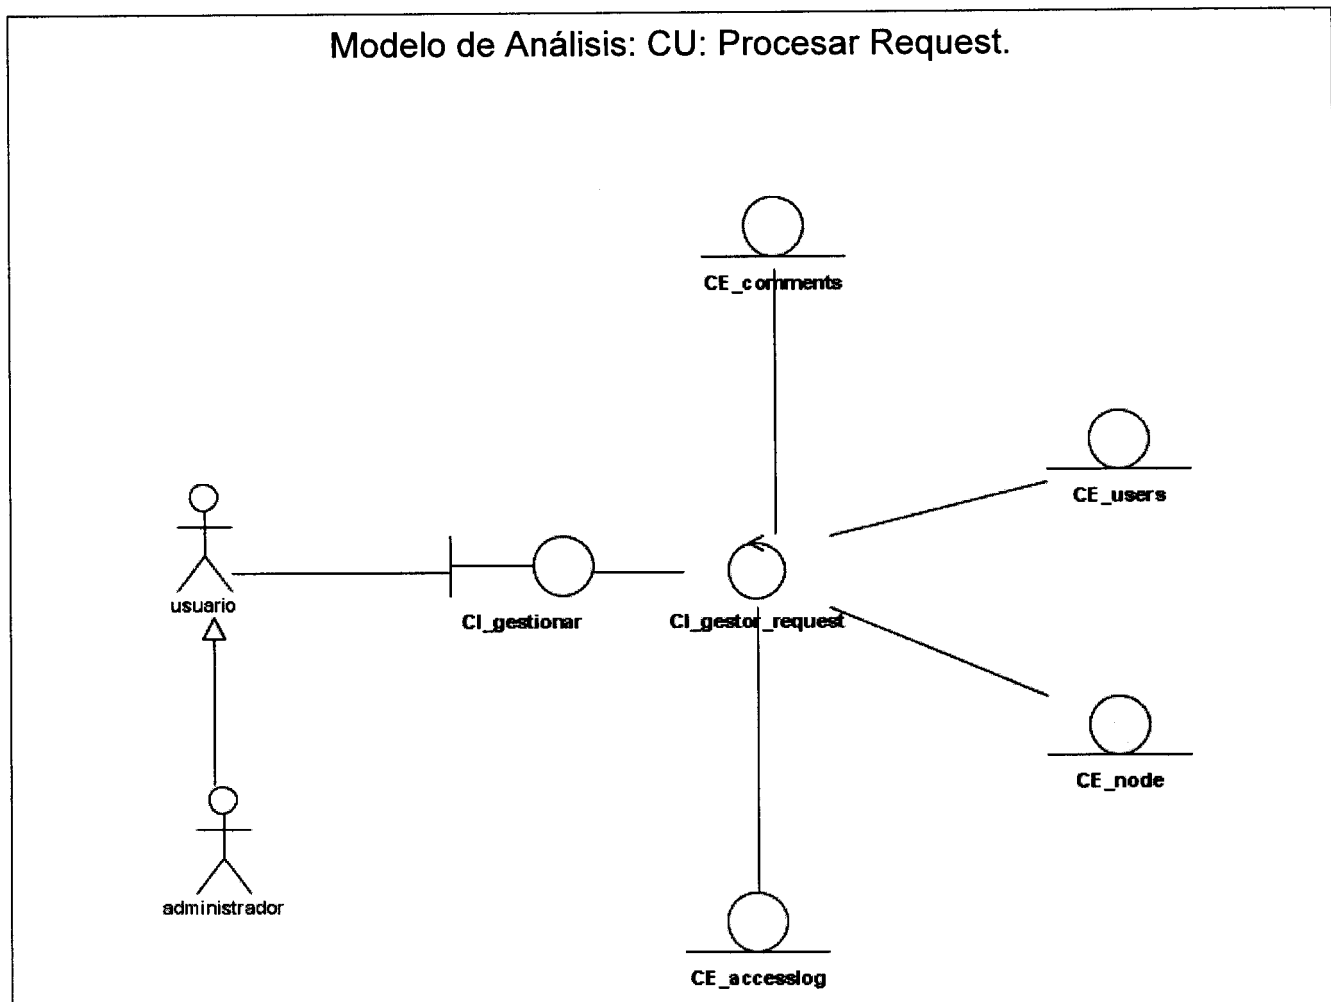 Modelo de Análisis: CU: Procesar Request.
CE_comments
CE_users
usuario
CI_gestionar
CI_gestor_request
CE_node
administrador
CE_accesslog